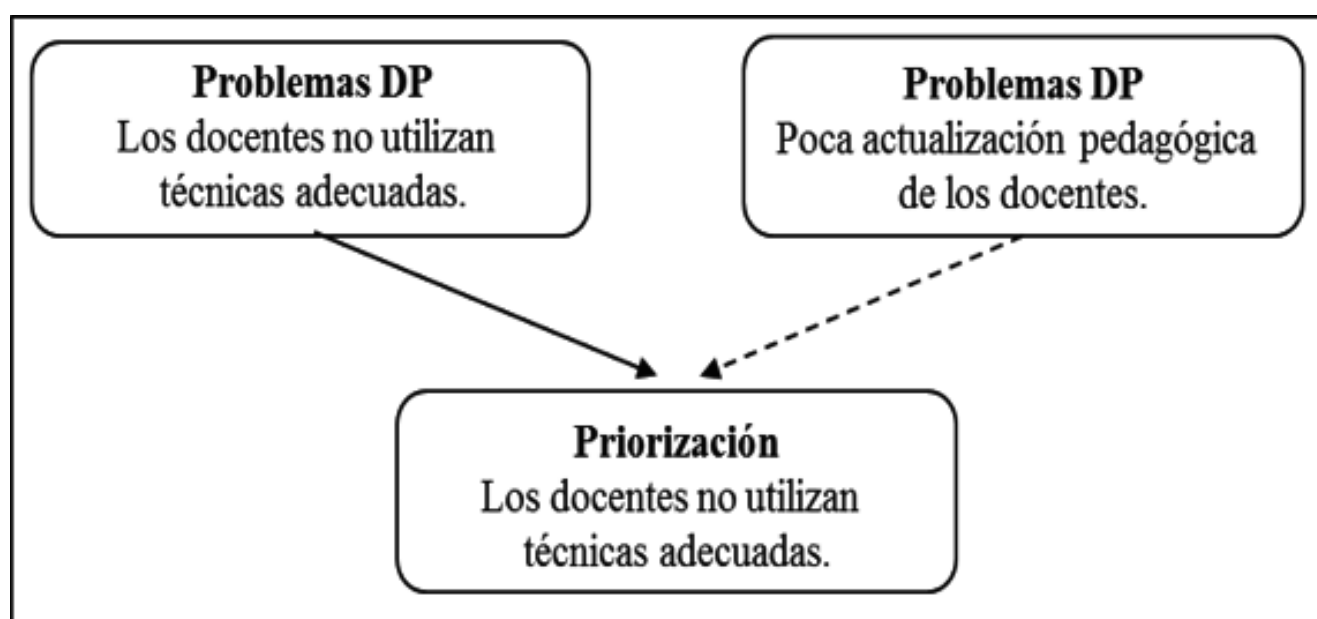 Problemas DP
Los docentes no utilizan
técnicas adecuadas.
Problemas DP
Poca actualización pedagógica
de los docentes.
Priorización
Los docentes no utilizan
técnicas adecuadas.